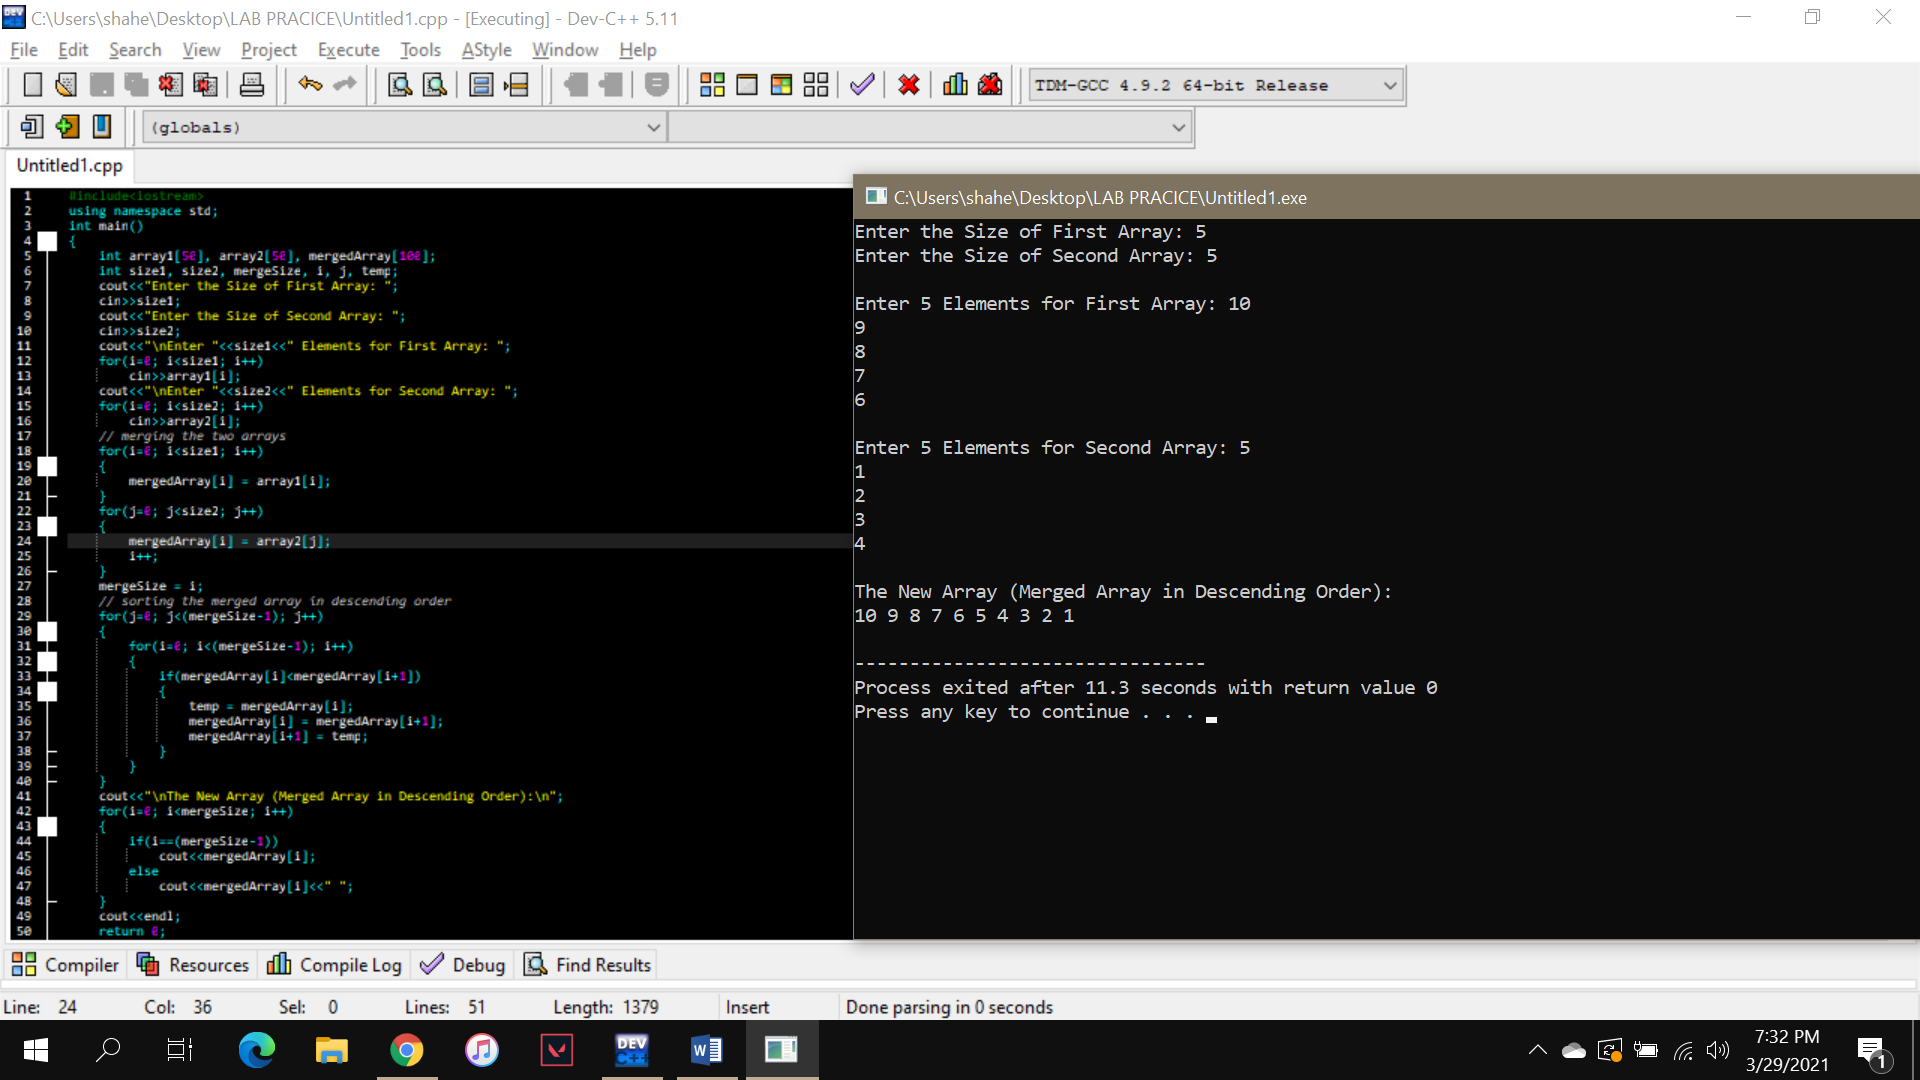 C:\Users\shahe\Desktop\LAB PRACICE\Untitled1.cpp - [Executing] - Dev-C++ 5.11
File Edit Search View Project Execute Tools AStyle Window Help
TDM-GCC 4.9.2 64-bit Release
(globals)
Untitled1.cpp
1 #include<iostream>
2 using namespace std;
3 int main()
4 {
5 int array1[50], array2[50], mergedArray[100];
6 int size1, size2, mergeSize, i, j, temp;
7 cout<<"Enter the Size of First Array: ";
8 cin>>size1;
9 cout<<"Enter the Size of Second Array: ";
10 cin>>size2;
11 cout<<"\nEnter "<<size1<<" Elements for First Array: ";
12 for(i=0; i<size1; i++)
13 cin>>array1[i];
14 cout<<"\nEnter "<<size2<<" Elements for Second Array: ";
15 for(i=0; i<size2; i++)
16 cin>>array2[i];
17 // merging the two arrays
18 for(i=0; i<size1; i++)
19 {
20 mergedArray[i] = array1[i];
21 }
22 for(j=0; j<size2; j++)
23 {
24 mergedArray[i] = array2[j];
25 i++;
26 }
27 mergeSize = i;
28 // sorting the merged array in descending order
29 for(j=0; j<(mergeSize-1); j++)
30 {
31 for(i=0; i<(mergeSize-1); i++)
32 {
33 if(mergedArray[i]<mergedArray[i+1])
34 {
35 temp = mergedArray[i];
36 mergedArray[i] = mergedArray[i+1];
37 mergedArray[i+1] = temp;
38 }
39 }
40 }
41 cout<<"\nThe New Array (Merged Array in Descending Order):\n";
42 for(i=0; i<mergeSize; i++)
43 {
44 if(i==(mergeSize-1))
45 cout<<mergedArray[i];
46 else
47 cout<<mergedArray[i]<<" ";
48 }
49 cout<<endl;
50 return 0;
C:\Users\shahe\Desktop\LAB PRACICE\Untitled1.exe
Enter the Size of First Array: 5
Enter the Size of Second Array: 5
Enter 5 Elements for First Array: 10
9
8
7
6
Enter 5 Elements for Second Array: 5
1
2
3
4
The New Array (Merged Array in Descending Order):
10 9 8 7 6 5 4 3 2 1
--------------------------------
Process exited after 11.3 seconds with return value 0
Press any key to continue . . .
Compiler Resources Compile Log Debug Find Results
Line: 24 Col: 36 Sel: 0 Lines: 51 Length: 1379 Insert Done parsing in 0 seconds
DEV C++
W
7:32 PM
3/29/2021
1